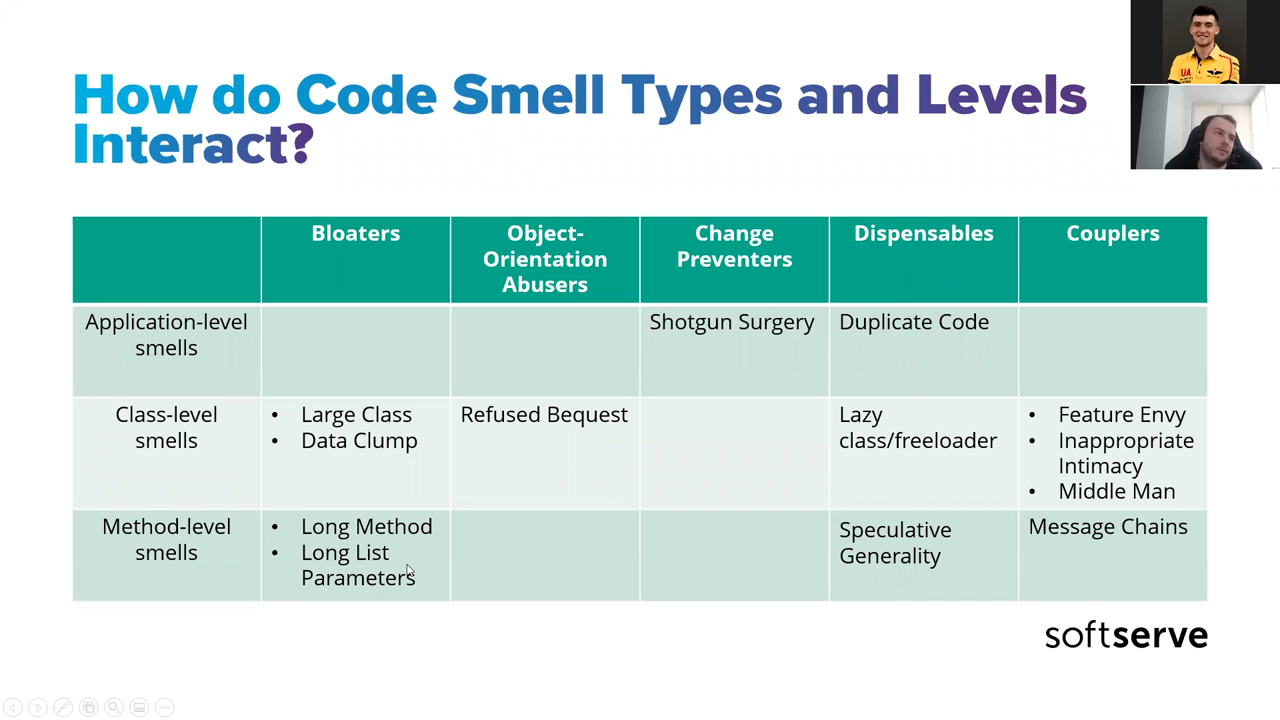 How do Code Smell Types and Levels
Interact?
Bloaters
Object-
Orientation
Abusers
Change
Preventers
Dispensables
Couplers
Application-level
smells
Shotgun Surgery
Duplicate Code
Class-level
smells
• Large Class
• Data Clump
Refused Bequest
Lazy
class/freeloader
• Feature Envy
• Inappropriate
Intimacy
• Middle Man
Method-level
smells
• Long Method
• Long List
Parameters
Speculative
Generality
Message Chains
softserve
UA